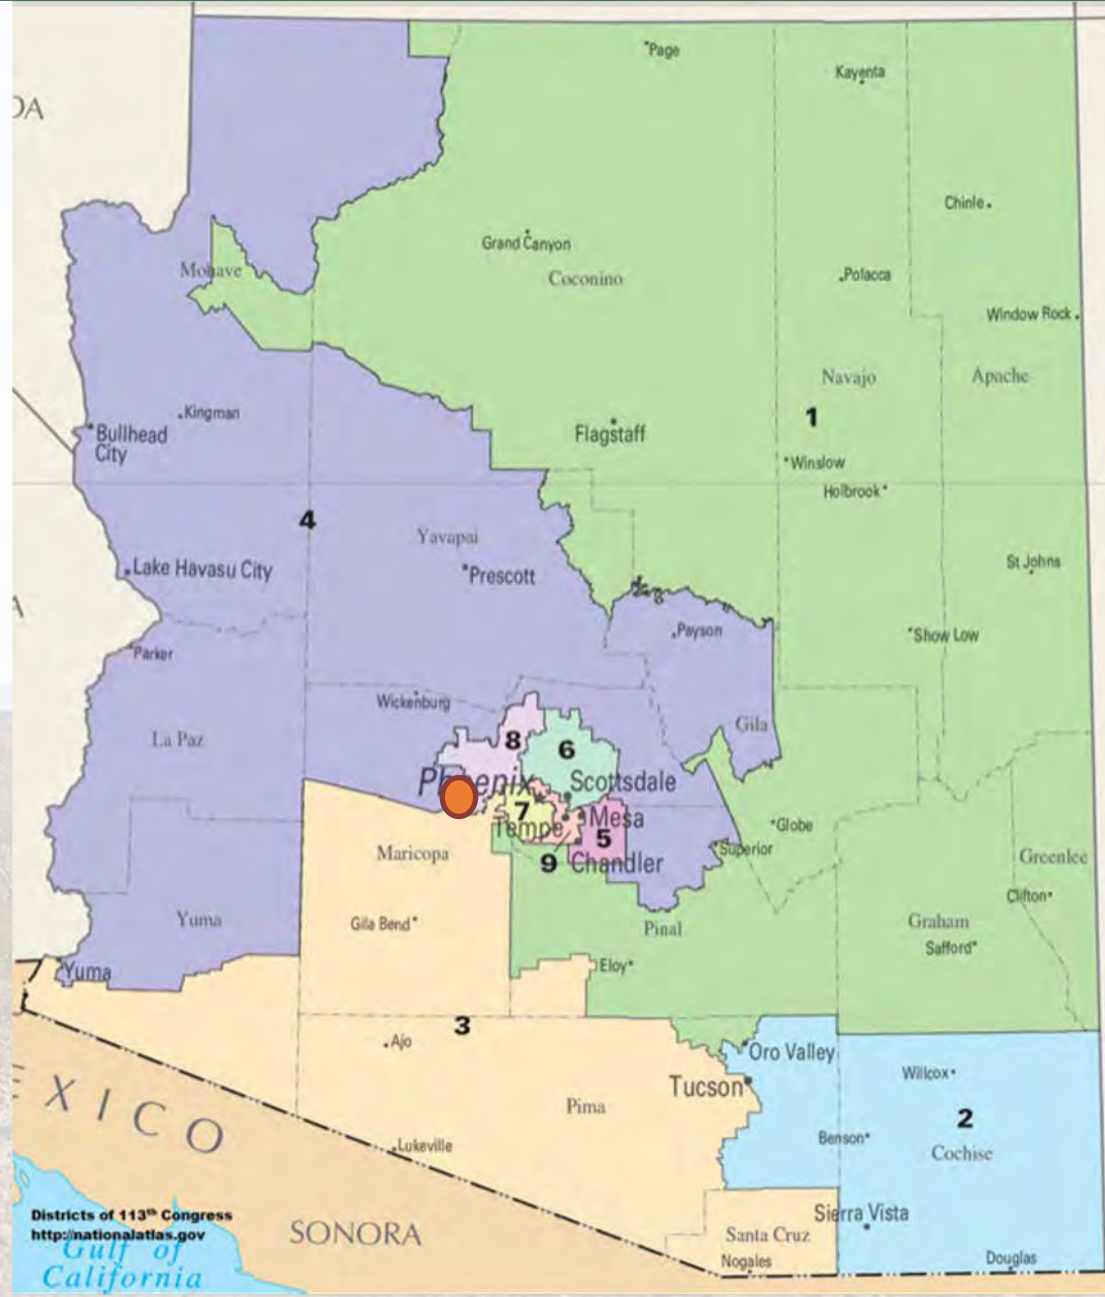 DA
Page
Kayenta
Chinle
Grand Canyon
Mohave
Coconino
Polacca
Window Rock
Navajo
Apache
1
Kingman
Bullhead
City
Flagstaff
Winslow
Holbrook
4
Yavapai
Prescott
Lake Havasu City
St Johns
A
Payson
Show Low
Parker
Wickenburg
La Paz
Gila
8
6
Phoenix
Scottsdale
7
Mesa
Tempe
5
Globe
Superior
Maricopa
9
Chandler
Greenlee
Clifton
Yuma
Gila Bend
Pinal
Graham
Safford
Eloy
Yuma
3
Ajo
Oro Valley
Tucson
Willcox
EXICO
Pima
2
Benson
Cochise
Lukeville
Districts of 113th Congress
http://nationalatlas.gov
Gulf of
California
SONORA
Sierra Vista
Santa Cruz
Nogales
Douglas